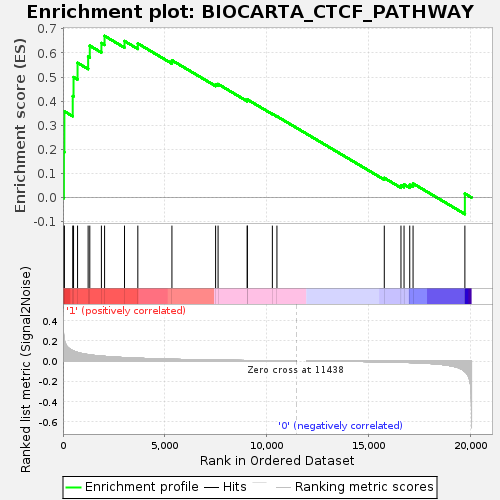 Enrichment plot: BIOCARTA_CTCF_PATHWAY
Enrichment score (ES)
0.7
0.6
0.5
0.4
0.3
0.2
0.1
0.0
-0.1
'1' (positively correlated)
Ranked list metric (Signal2Noise)
0.4
0.2
0.0
-0.2
-0.4
-0.6
Zero cross at 11438
'0' (negatively correlated)
0
5,000
10,000
15,000
20,000
Rank in Ordered Dataset
Enrichment profile
Hits
Ranking metric scores